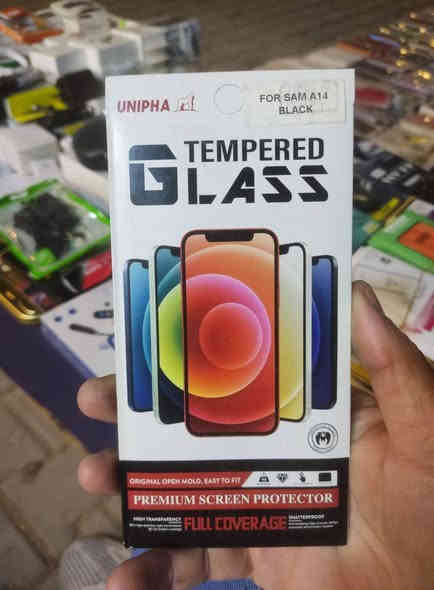 UNIPHA
FOR SAM A14
BLACK
TEMPERED
GLASS
ORIGINAL OPEN MOLD, EASY TO FIT
PREMIUM SCREEN PROTECTOR
HIGH TRANSPARENCY
FULL COVERAGE
SHATTERPROOF